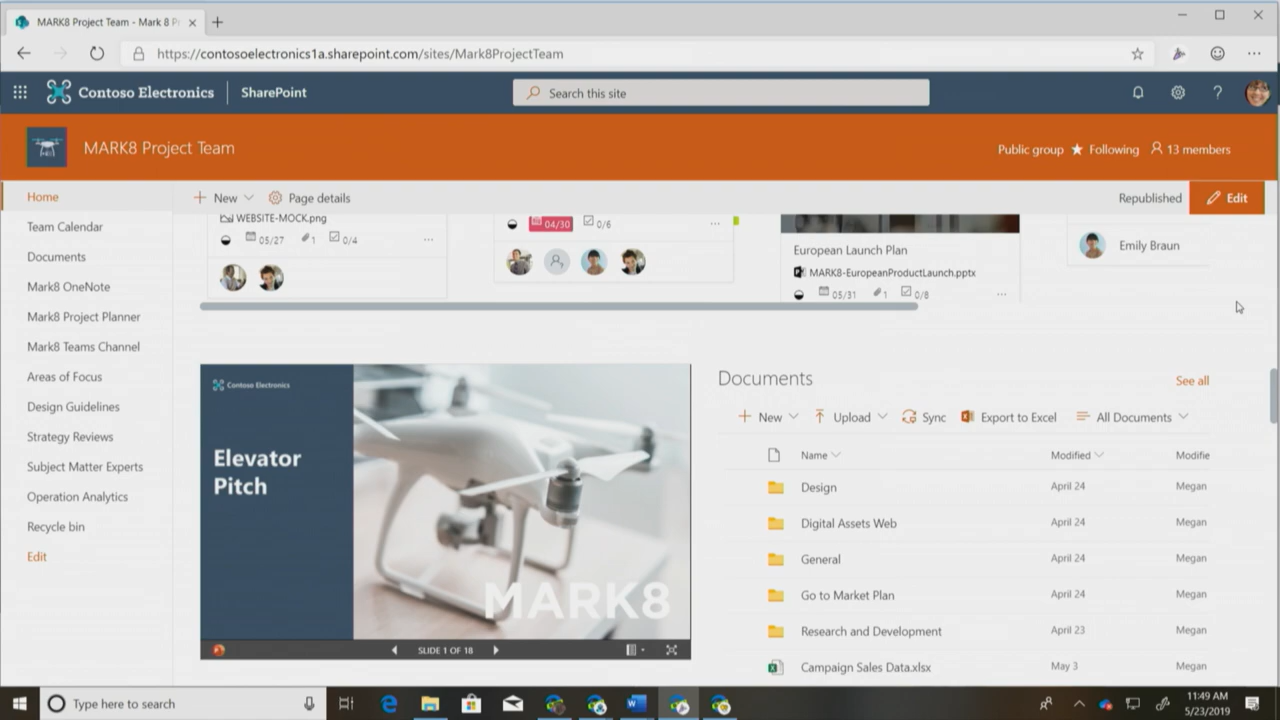 MARK8 Project Team - Mark 8 Pr
https://contosoelectronics1a.sharepoint.com/sites/Mark8ProjectTeam
Contoso Electronics
SharePoint
Search this site
MARK8 Project Team
Public group ★ Following 13 members
Home
Team Calendar
Documents
Mark8 OneNote
Mark8 Project Planner
Mark8 Teams Channel
Areas of Focus
Design Guidelines
Strategy Reviews
Subject Matter Experts
Operation Analytics
Recycle bin
Edit
+ New
Page details
Republished
Edit
WEBSITE-MOCK.png
05/27 1 0/4 ...
04/30 0/6 ...
European Launch Plan
MARK8-EuropeanProductLaunch.pptx
05/31 1 0/8 ...
Emily Braun
Contoso Electronics
Elevator
Pitch
MARK8
SLIDE 1 OF 18
Documents
See all
+ New Upload Sync Export to Excel All Documents
Name Modified Modifie
Design April 24 Megan
Digital Assets Web April 24 Megan
General April 24 Megan
Go to Market Plan April 24 Megan
Research and Development April 23 Megan
Campaign Sales Data.xlsx May 3 Megan
Type here to search
11:49 AM
5/23/2019